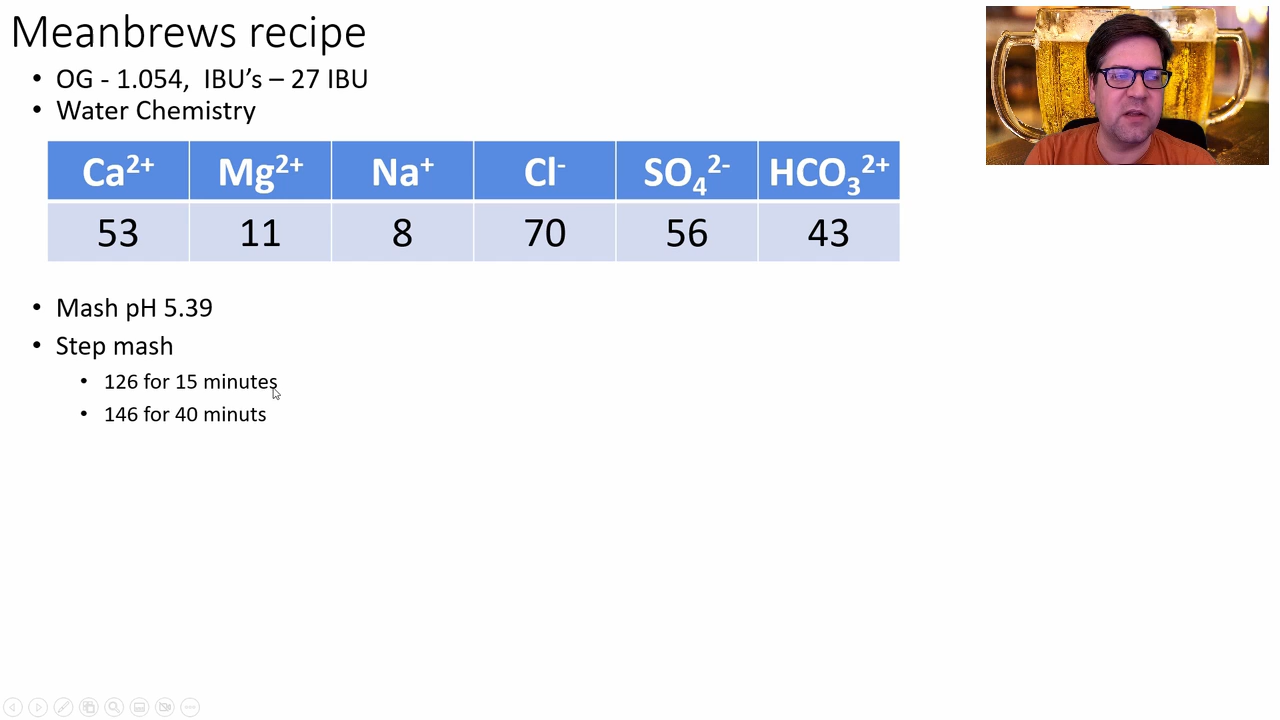 Meanbrews recipe
• OG - 1.054, IBU’s – 27 IBU
• Water Chemistry
Ca²⁺ Mg²⁺ Na⁺ Cl⁻ SO₄²⁻ HCO₃²⁺
53 11 8 70 56 43
• Mash pH 5.39
• Step mash
• 126 for 15 minutes
• 146 for 40 minuts